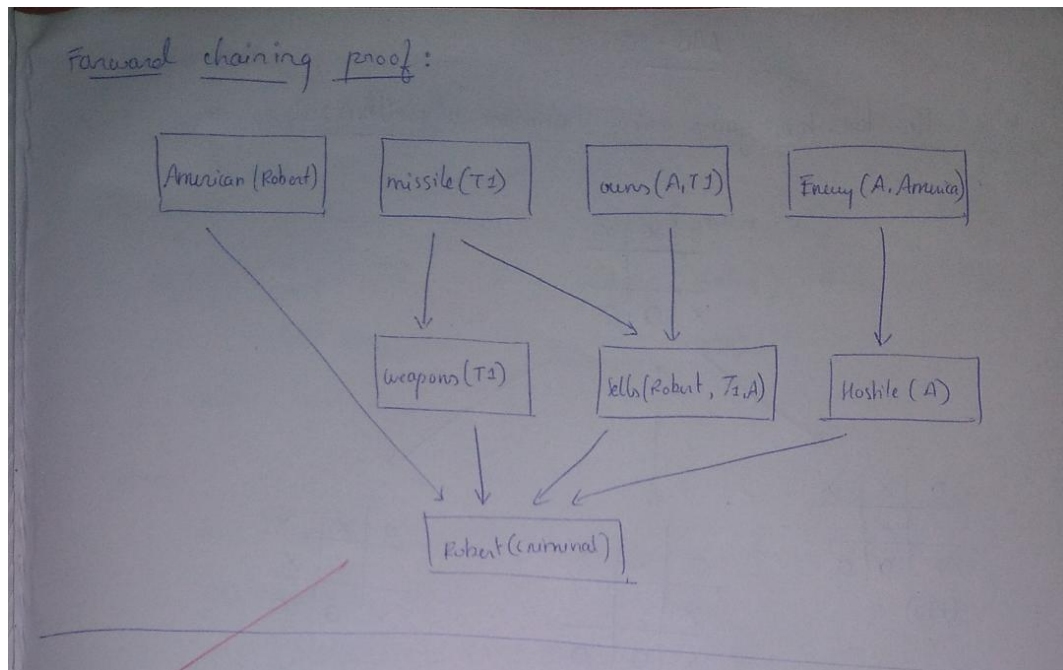 Forward chaining proof:
American (Robert)
missile (T1)
owns (A, T1)
Enemy (A, America)
weapons (T1)
Sells (Robert, T1, A)
Hostile (A)
Robert (criminal)